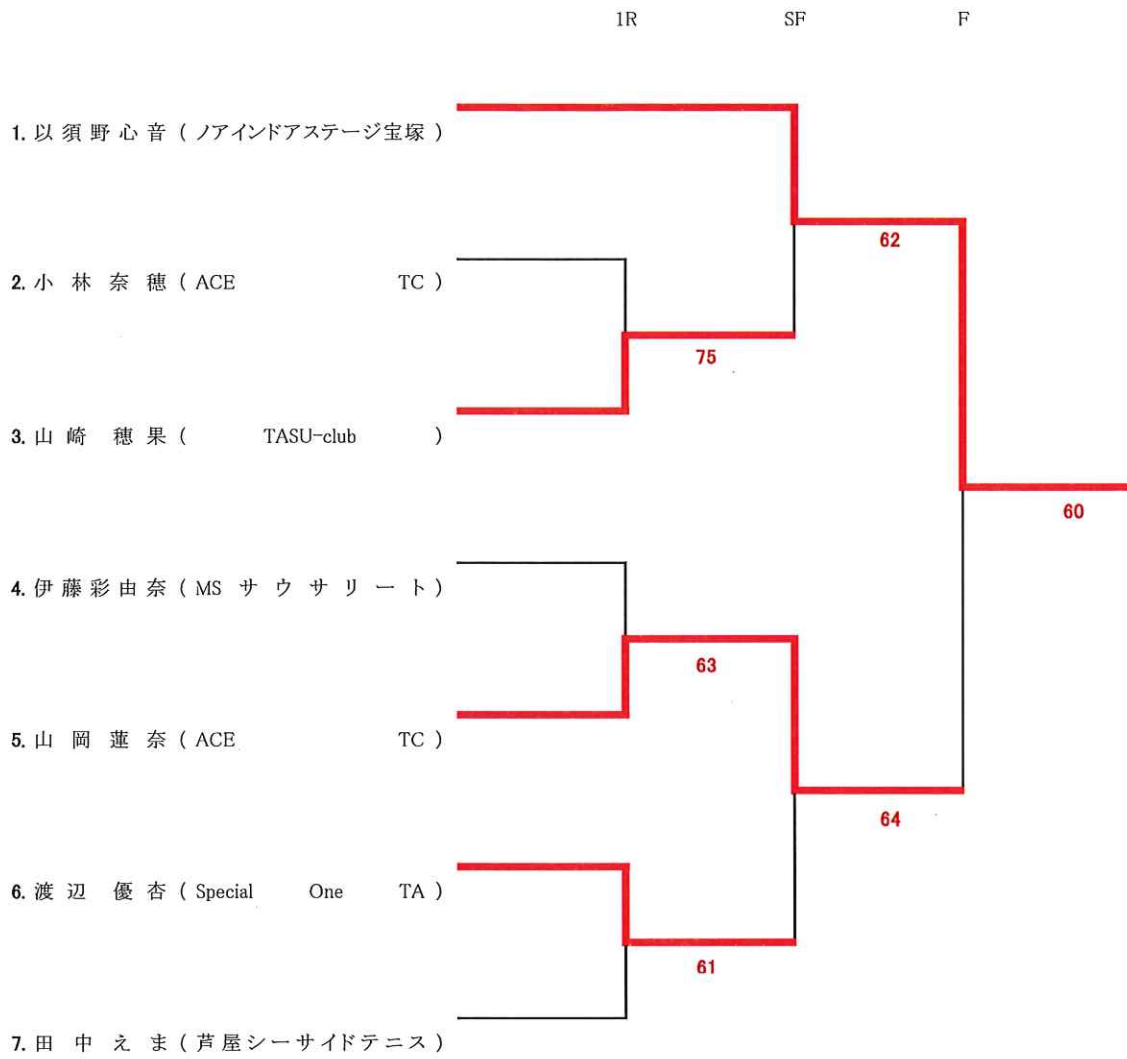 1R SF F
1. 以須野心音 ( ノアインドアステージ宝塚 )
62
2. 小林奈穂 ( ACE TC )
75
3. 山崎穂果 ( TASU-club )
60
4. 伊藤彩由奈 ( MS サウサリート )
63
5. 山岡蓮奈 ( ACE TC )
64
6. 渡辺優杏 ( Special One TA )
61
7. 田中えま ( 芦屋シーサイドテニス )